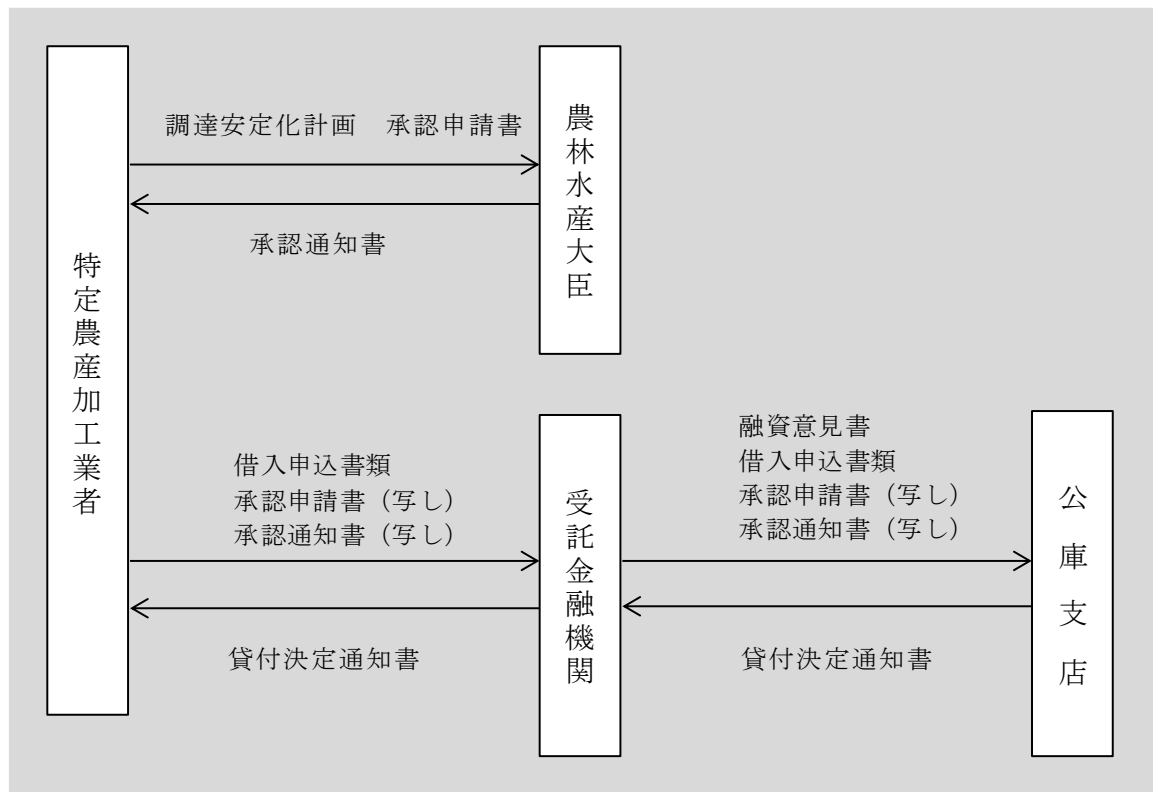 特定農産加工業者
調達安定化計画　承認申請書
承認通知書
農林水産大臣
借入申込書類
承認申請書（写し）
承認通知書（写し）
貸付決定通知書
受託金融機関
融資意見書
借入申込書類
承認申請書（写し）
承認通知書（写し）
貸付決定通知書
公庫支店